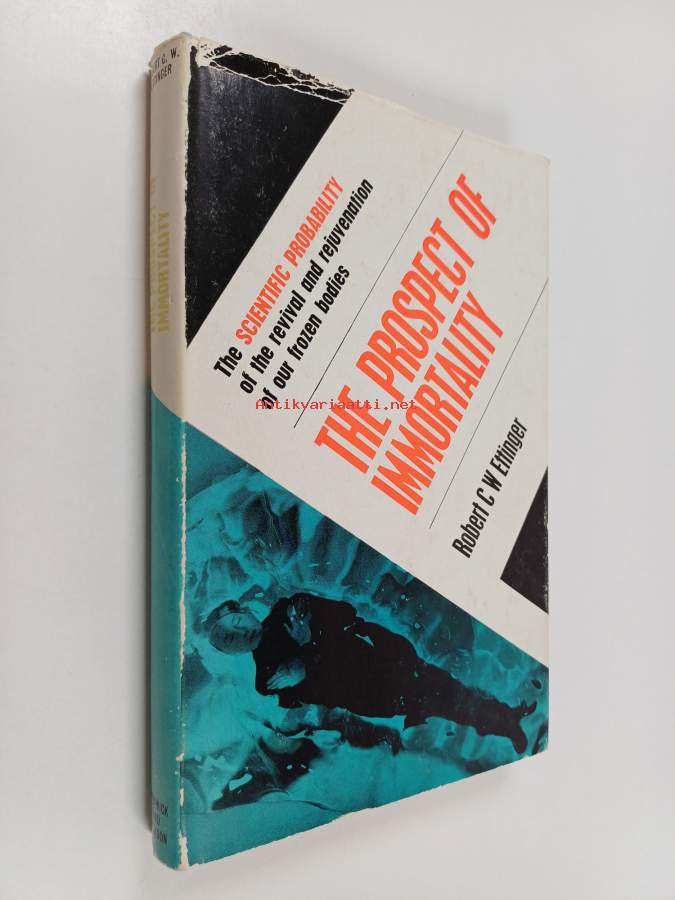 The SCIENTIFIC PROBABILITY
of the revival and rejuvenation
of our frozen bodies
THE PROSPECT OF
IMMORTALITY
Robert C W Ettinger
Antikvariaatti.net
IMMORTALITY